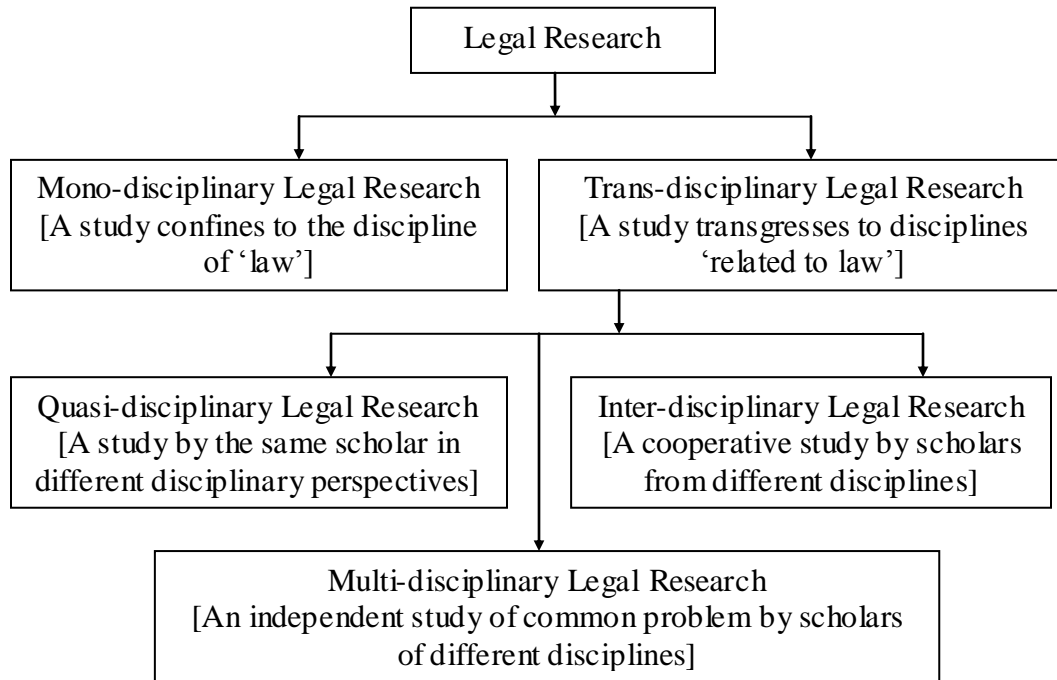 Legal Research
Mono-disciplinary Legal Research
[A study confines to the discipline
of ‘law’]
Trans-disciplinary Legal Research
[A study transgresses to disciplines
‘related to law’]
Quasi-disciplinary Legal Research
[A study by the same scholar in
different disciplinary perspectives]
Inter-disciplinary Legal Research
[A cooperative study by scholars
from different disciplines]
Multi-disciplinary Legal Research
[An independent study of common problem by scholars
of different disciplines]